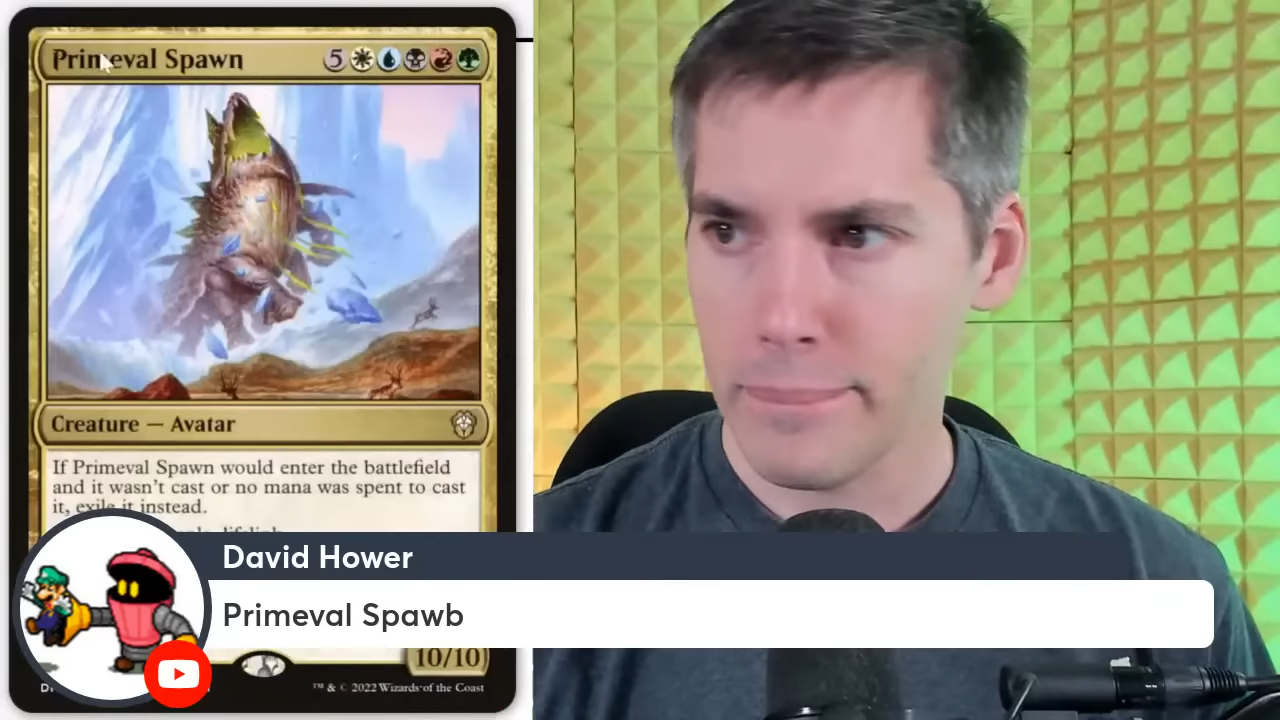 Primeval Spawn 5
Creature — Avatar
If Primeval Spawn would enter the battlefield
and it wasn't cast or no mana was spent to cast
it, exile it instead.
lifelink
David Hower
Primeval Spawb
10/10
™ & © 2022 Wizards of the Coast